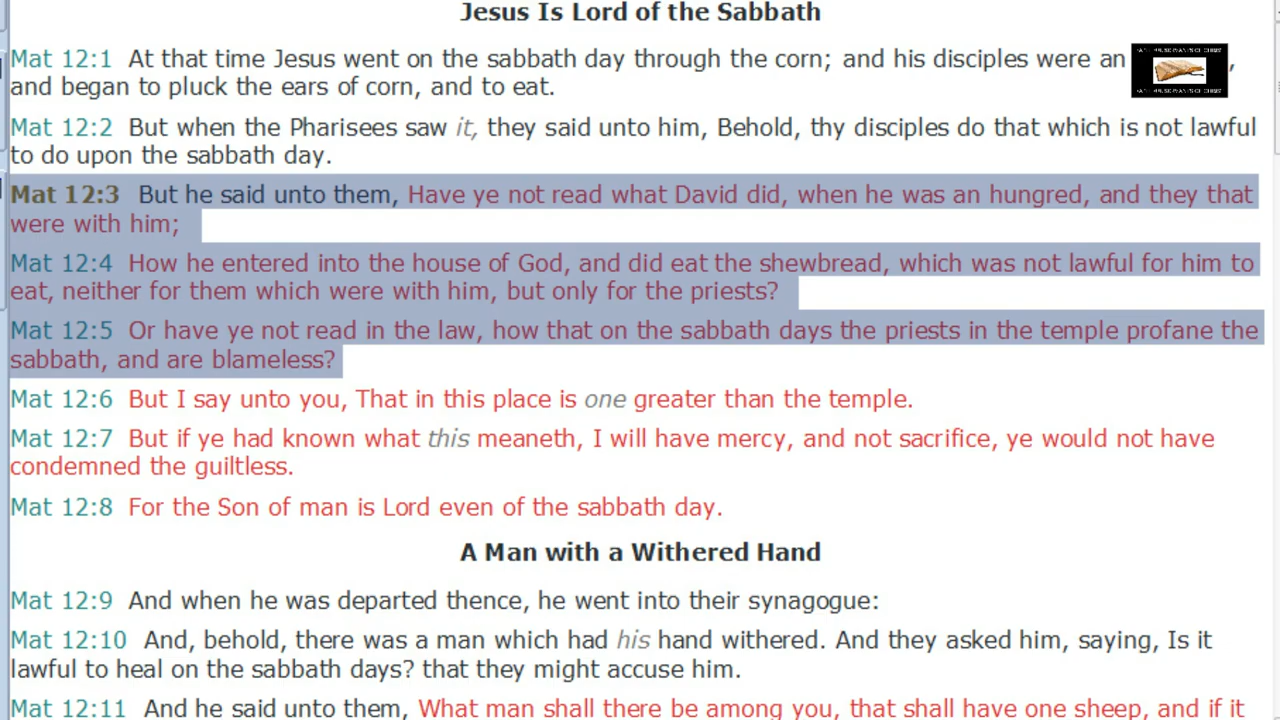 Jesus Is Lord of the Sabbath
Mat 12:1 At that time Jesus went on the sabbath day through the corn; and his disciples were an ,
and began to pluck the ears of corn, and to eat.
Mat 12:2 But when the Pharisees saw it, they said unto him, Behold, thy disciples do that which is not lawful
to do upon the sabbath day.
Mat 12:3 But he said unto them, Have ye not read what David did, when he was an hungred, and they that
were with him;
Mat 12:4 How he entered into the house of God, and did eat the shewbread, which was not lawful for him to
eat, neither for them which were with him, but only for the priests?
Mat 12:5 Or have ye not read in the law, how that on the sabbath days the priests in the temple profane the
sabbath, and are blameless?
Mat 12:6 But I say unto you, That in this place is one greater than the temple.
Mat 12:7 But if ye had known what this meaneth, I will have mercy, and not sacrifice, ye would not have
condemned the guiltless.
Mat 12:8 For the Son of man is Lord even of the sabbath day.
A Man with a Withered Hand
Mat 12:9 And when he was departed thence, he went into their synagogue:
Mat 12:10 And, behold, there was a man which had his hand withered. And they asked him, saying, Is it
lawful to heal on the sabbath days? that they might accuse him.
Mat 12:11 And he said unto them, What man shall there be among you, that shall have one sheep, and if it